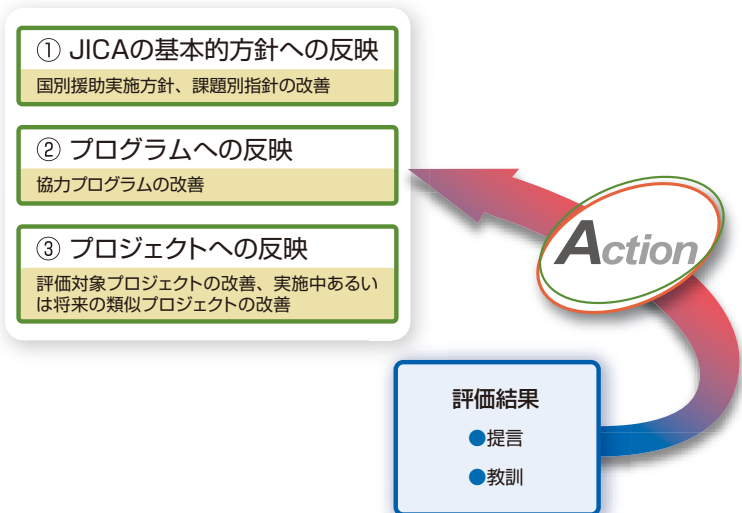 ① JICAの基本的方針への反映
国別援助実施方針、課題別指針の改善
② プログラムへの反映
協力プログラムの改善
③ プロジェクトへの反映
評価対象プロジェクトの改善、実施中あるい
は将来の類似プロジェクトの改善
Action
評価結果
●提言
●教訓